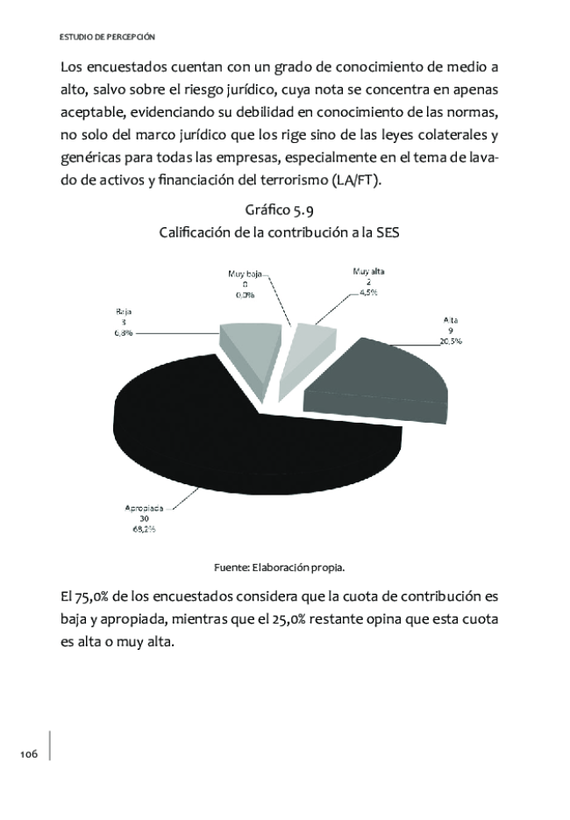 ESTUDIO DE PERCEPCIÓN
Los encuestados cuentan con un grado de conocimiento de medio a
alto, salvo sobre el riesgo jurídico, cuya nota se concentra en apenas
aceptable, evidenciando su debilidad en conocimiento de las normas,
no solo del marco jurídico que los rige sino de las leyes colaterales y
genéricas para todas las empresas, especialmente en el tema de lava-
do de activos y financiación del terrorismo (LA/FT).
Gráfico 5.9
Calificación de la contribución a la SES
Muy baja
0
0,0%
Muy alta
2
4,5%
Baja
3
6,8%
Alta
9
20,5%
Apropiada
30
68,2%
Fuente: Elaboración propia.
El 75,0% de los encuestados considera que la cuota de contribución es
baja y apropiada, mientras que el 25,0% restante opina que esta cuota
es alta o muy alta.
106